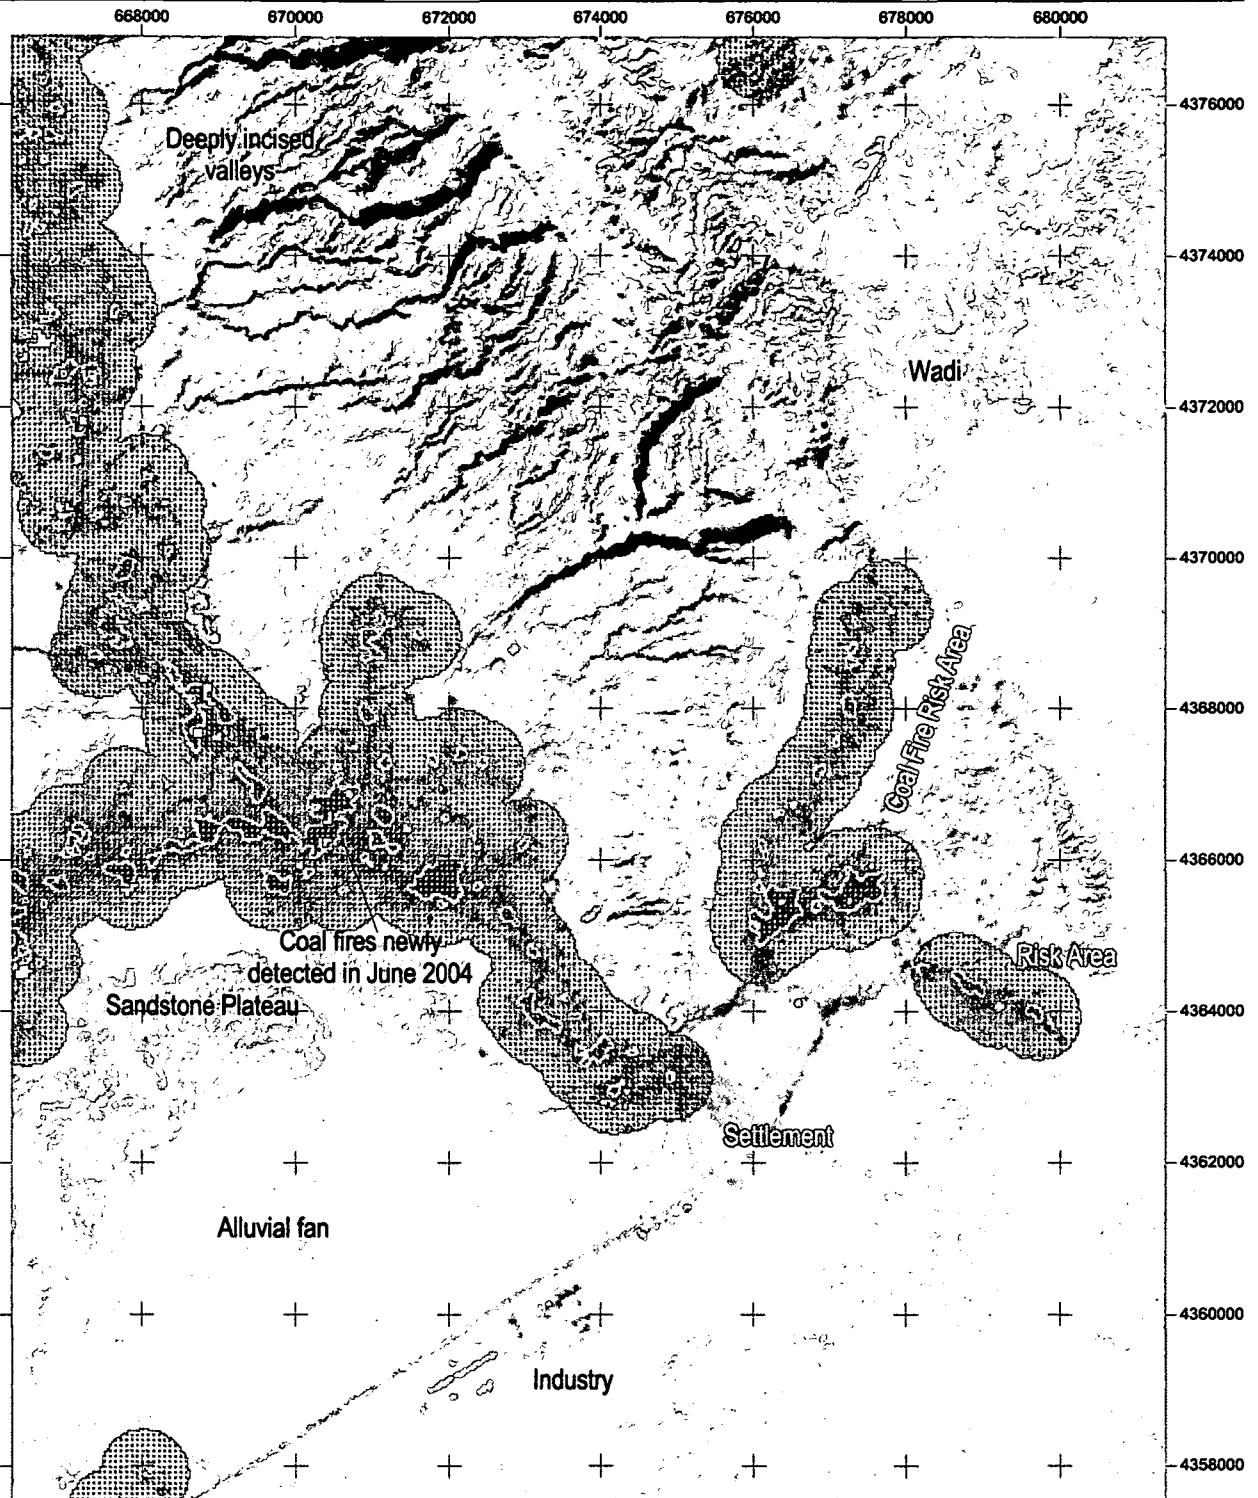 668000 670000 672000 674000 676000 678000 680000
4376000
Deeply incised
valleys
4374000
Wadi
4372000
4370000
Coal Fire Risk Area
4368000
4366000
Coal fires newly
detected in June 2004
Risk Area
Sandstone Plateau
4364000
Settlement
4362000
Alluvial fan
4360000
Industry
4358000